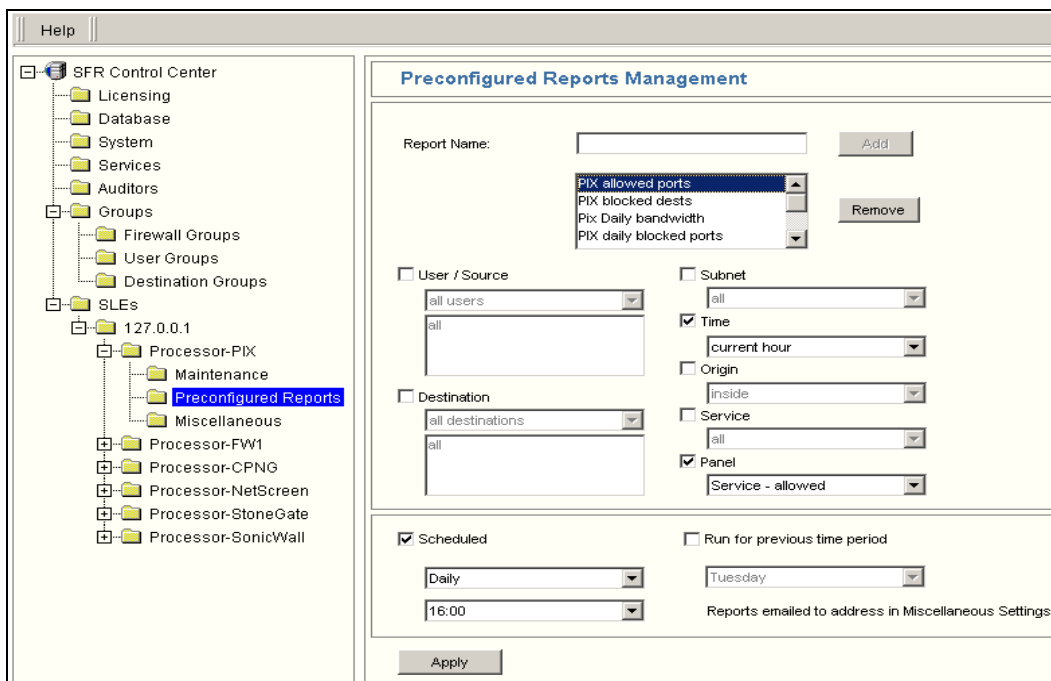 Help
SFR Control Center
Licensing
Database
System
Services
Auditors
Groups
Firewall Groups
User Groups
Destination Groups
SLEs
127.0.0.1
Processor-PIX
Maintenance
Preconfigured Reports
Miscellaneous
Processor-FW1
Processor-CPNG
Processor-NetScreen
Processor-StoneGate
Processor-SonicWall
Preconfigured Reports Management
Report Name:
Add
PIX allowed ports
PIX blocked dests
Pix Daily bandwidth
PIX daily blocked ports
Remove
User / Source
all users
all
Destination
all destinations
all
Subnet
all
Time
current hour
Origin
inside
Service
all
Panel
Service - allowed
Scheduled
Daily
16:00
Run for previous time period
Tuesday
Reports emailed to address in Miscellaneous Settings
Apply